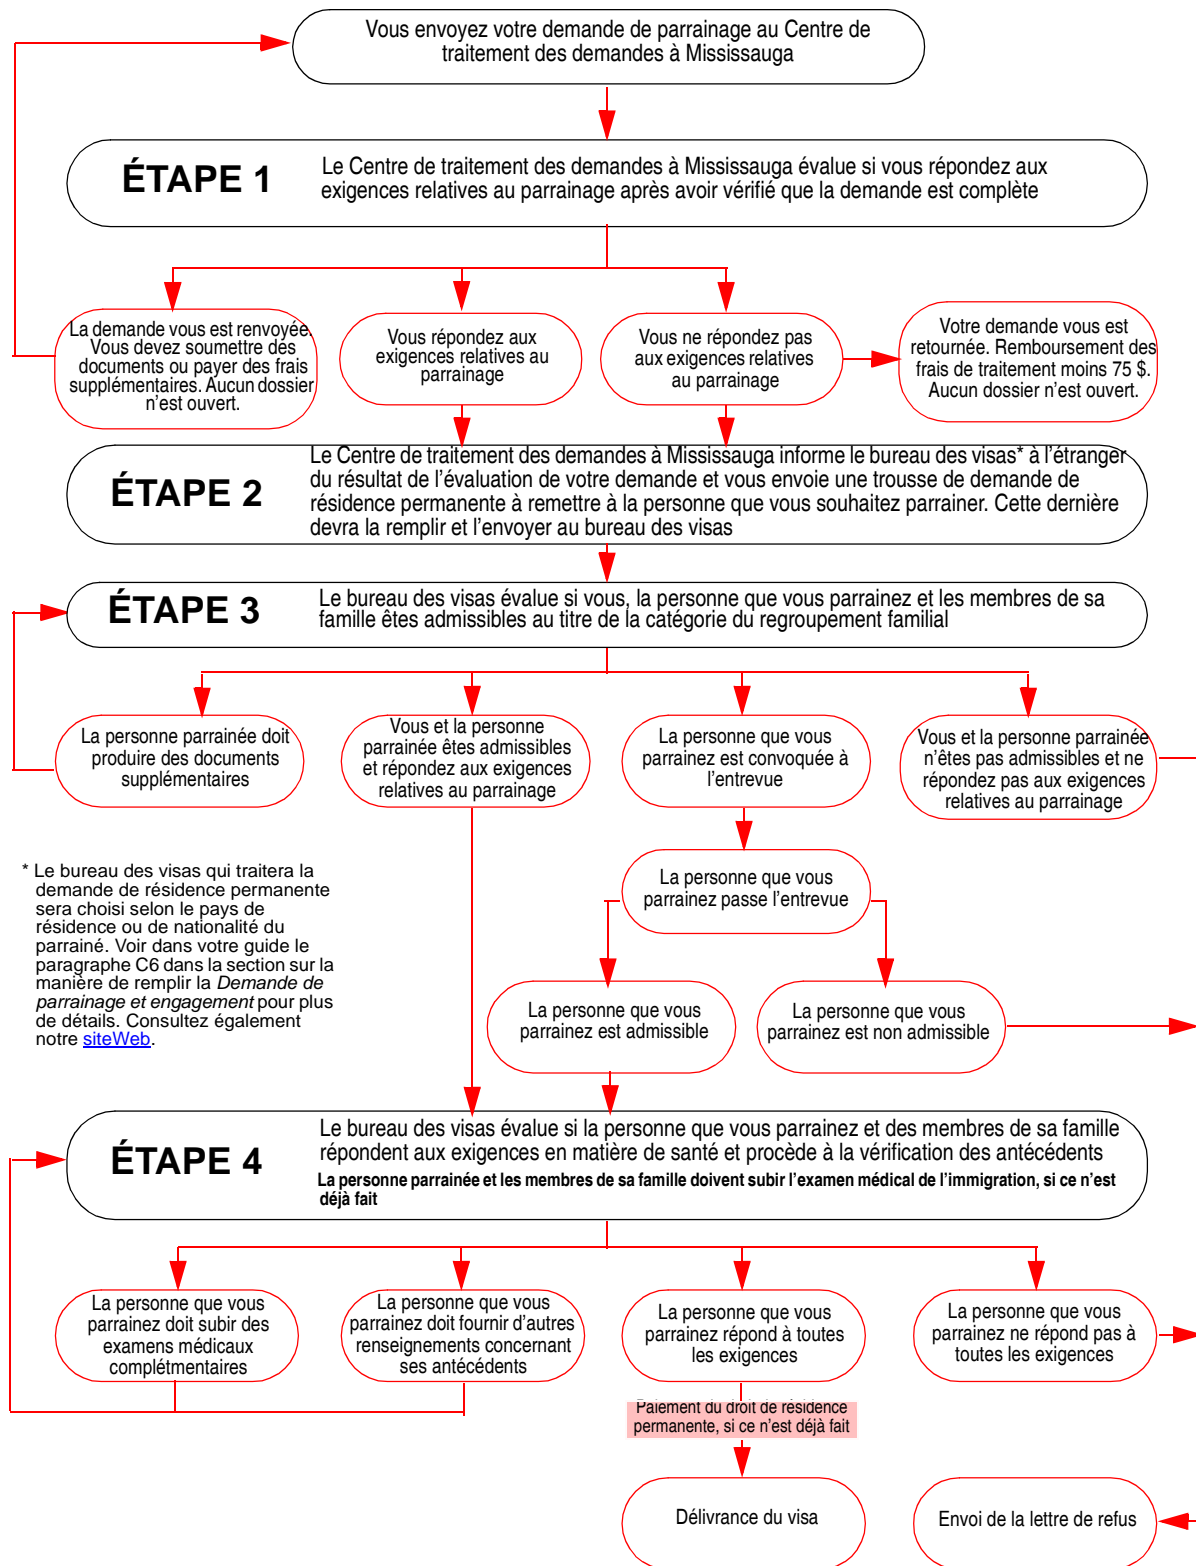 Vous envoyez votre demande de parrainage au Centre de
traitement des demandes à Mississauga
ÉTAPE 1
Le Centre de traitement des demandes à Mississauga évalue si vous répondez aux
exigences relatives au parrainage après avoir vérifié que la demande est complète
La demande vous est renvoyée.
Vous devez soumettre des
documents ou payer des frais
supplémentaires. Aucun dossier
n'est ouvert.
Vous répondez aux
exigences relatives au
parrainage
Vous ne répondez pas
aux exigences relatives
au parrainage
Votre demande vous est
retournée. Remboursement des
frais de traitement moins 75 $.
Aucun dossier n'est ouvert.
ÉTAPE 2
Le Centre de traitement des demandes à Mississauga informe le bureau des visas* à l'étranger
du résultat de l'évaluation de votre demande et vous envoie une trousse de demande de
résidence permanente à remettre à la personne que vous souhaitez parrainer. Cette dernière
devra la remplir et l'envoyer au bureau des visas
ÉTAPE 3
Le bureau des visas évalue si vous, la personne que vous parrainez et les membres de sa
famille êtes admissibles au titre de la catégorie du regroupement familial
La personne parrainée doit
produire des documents
supplémentaires
Vous et la personne
parrainée êtes admissibles
et répondez aux exigences
relatives au parrainage
La personne que vous
parrainez est convoquée à
l'entrevue
Vous et la personne parrainée
n'êtes pas admissibles et ne
répondez pas aux exigences
relatives au parrainage
* Le bureau des visas qui traitera la
demande de résidence permanente
sera choisi selon le pays de
résidence ou de nationalité du
parrainé. Voir dans votre guide le
paragraphe C6 dans la section sur la
manière de remplir la Demande de
parrainage et engagement pour plus
de détails. Consultez également
notre siteWeb.
La personne que vous
parrainez passe l'entrevue
La personne que vous
parrainez est admissible
La personne que vous
parrainez est non admissible
ÉTAPE 4
Le bureau des visas évalue si la personne que vous parrainez et des membres de sa famille
répondent aux exigences en matière de santé et procède à la vérification des antécédents
La personne parrainée et les membres de sa famille doivent subir l'examen médical de l'immigration, si ce n'est
déjà fait
La personne que vous
parrainez doit subir des
examens médicaux
complétmentaires
La personne que vous
parrainez doit fournir d'autres
renseignements concernant
ses antécédents
La personne que vous
parrainez répond à toutes
les exigences
La personne que vous
parrainez ne répond pas à
toutes les exigences
Paiement du droit de résidence
permanente, si ce n'est déjà fait
Délivrance du visa
Envoi de la lettre de refus